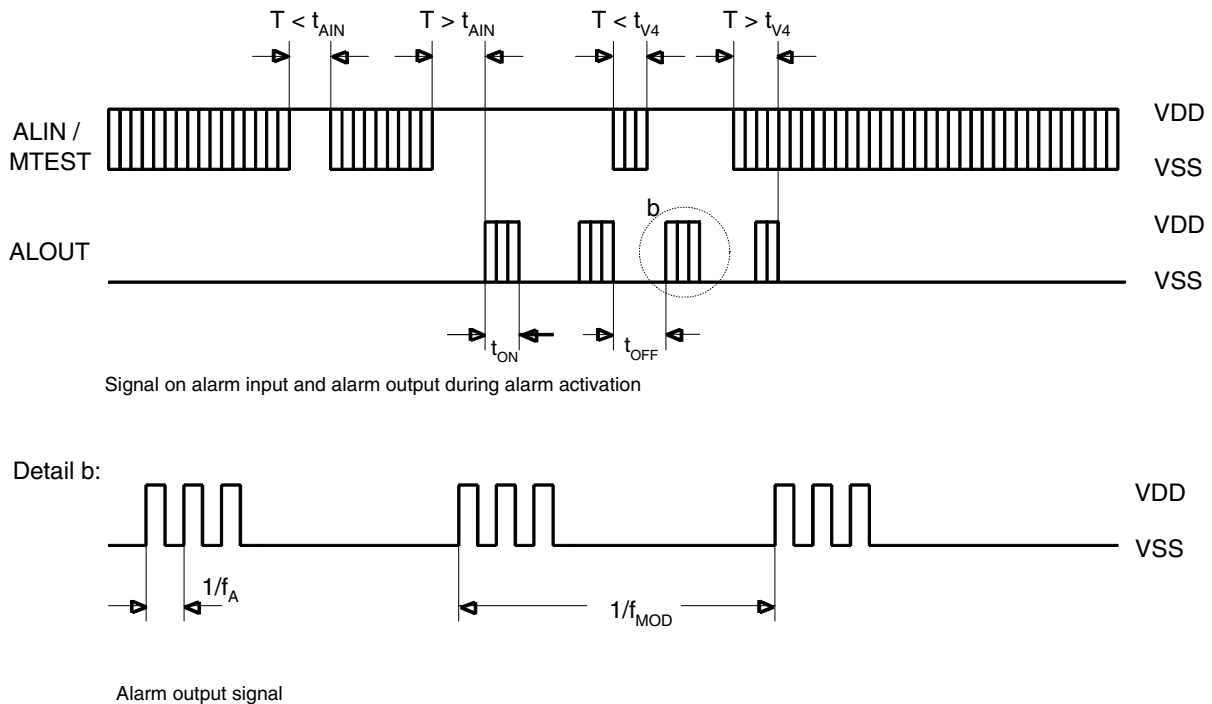 T < tAIN T > tAIN T < tV4 T > tV4
ALIN /
MTEST
VDD
VSS
b
ALOUT
VDD
VSS
tON tOFF
Signal on alarm input and alarm output during alarm activation
Detail b:
VDD
VSS
1/fA
1/fMOD
Alarm output signal